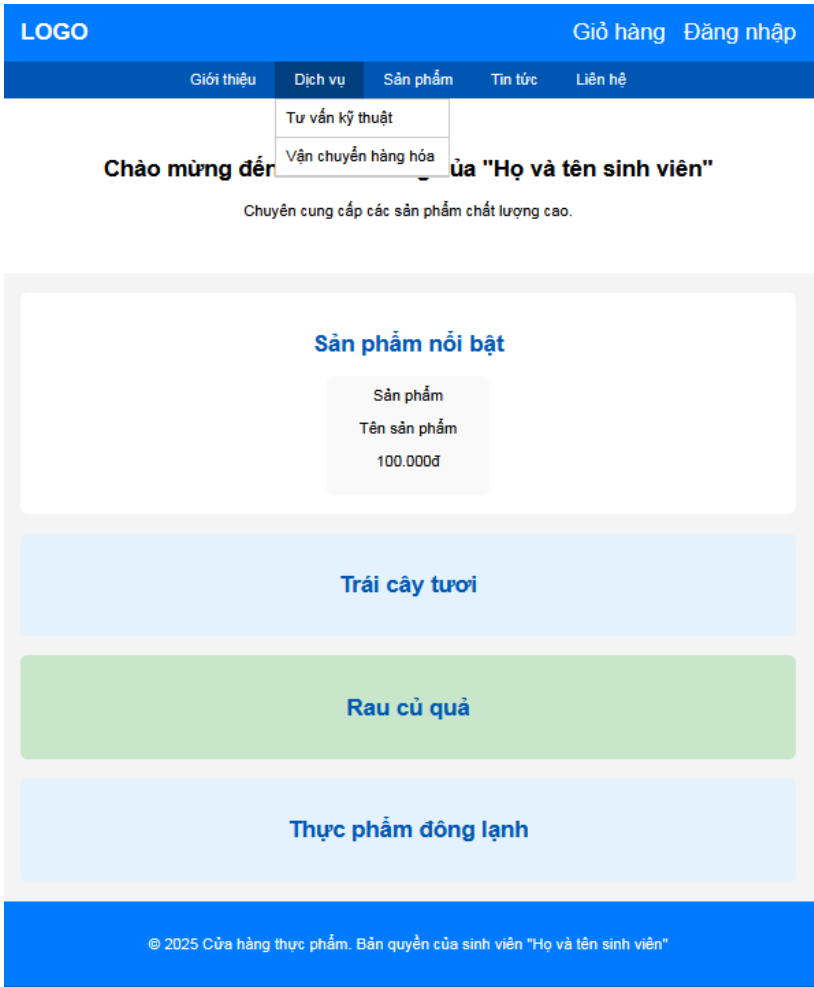 LOGO
Giỏ hàng Đăng nhập
Giới thiệu Dịch vụ Sản phẩm Tin tức Liên hệ
Tư vấn kỹ thuật
Vận chuyển hàng hóa
Chào mừng đến của "Họ và tên sinh viên"
Chuyên cung cấp các sản phẩm chất lượng cao.
Sản phẩm nổi bật
Sản phẩm
Tên sản phẩm
100.000đ
Trái cây tươi
Rau củ quả
Thực phẩm đông lạnh
© 2025 Cửa hàng thực phẩm. Bản quyền của sinh viên "Họ và tên sinh viên"